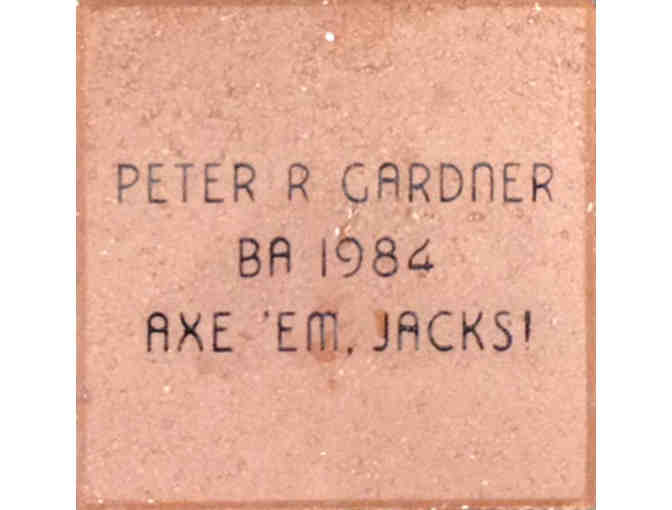 PETER R GARDNER
BA 1984
AXE 'EM, JACKS!